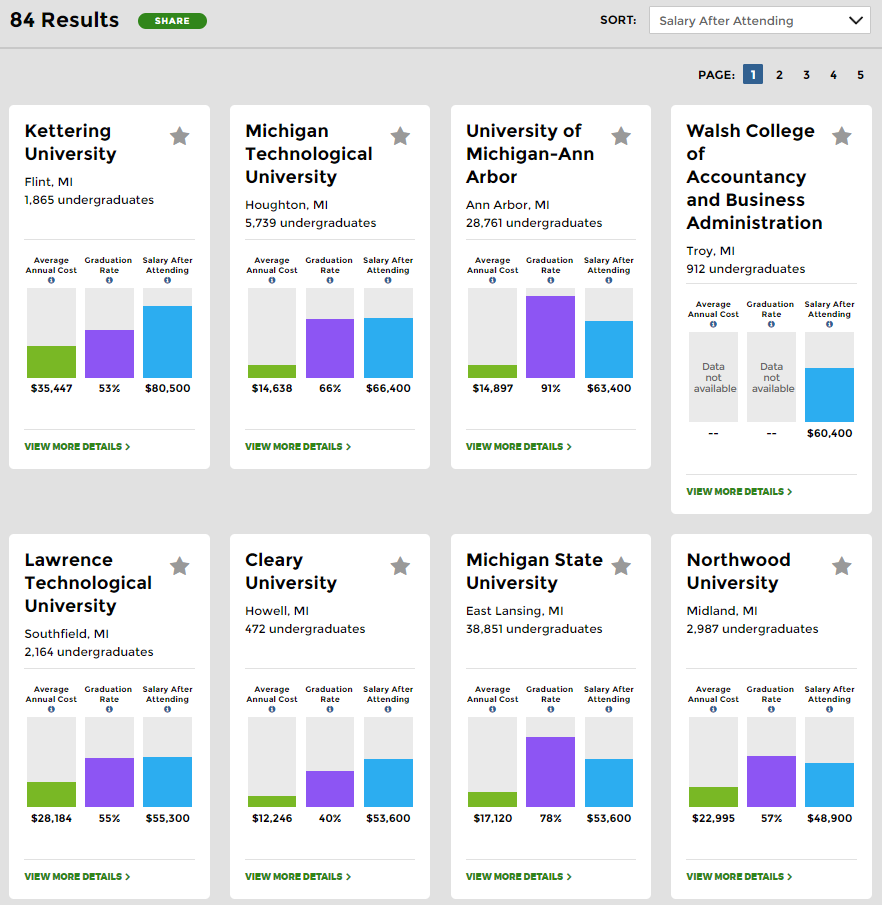 84 Results
SHARE
SORT:
Salary After Attending
PAGE: 1 2 3 4 5
Kettering
University
Flint, MI
1,865 undergraduates
Average
Annual Cost
Graduation
Rate
Salary After
Attending
$35,447 53% $80,500
VIEW MORE DETAILS >
Michigan
Technological
University
Houghton, MI
5,739 undergraduates
Average
Annual Cost
Graduation
Rate
Salary After
Attending
$14,638 66% $66,400
VIEW MORE DETAILS >
University of
Michigan-Ann
Arbor
Ann Arbor, MI
28,761 undergraduates
Average
Annual Cost
Graduation
Rate
Salary After
Attending
$14,897 91% $63,400
VIEW MORE DETAILS >
Walsh College
of
Accountancy
and Business
Administration
Troy, MI
912 undergraduates
Average
Annual Cost
Graduation
Rate
Salary After
Attending
Data
not
available
Data
not
available
-- -- $60,400
VIEW MORE DETAILS >
Lawrence
Technological
University
Southfield, MI
2,164 undergraduates
Average
Annual Cost
Graduation
Rate
Salary After
Attending
$28,184 55% $55,300
VIEW MORE DETAILS >
Cleary
University
Howell, MI
472 undergraduates
Average
Annual Cost
Graduation
Rate
Salary After
Attending
$12,246 40% $53,600
VIEW MORE DETAILS >
Michigan State
University
East Lansing, MI
38,851 undergraduates
Average
Annual Cost
Graduation
Rate
Salary After
Attending
$17,120 78% $53,600
VIEW MORE DETAILS >
Northwood
University
Midland, MI
2,987 undergraduates
Average
Annual Cost
Graduation
Rate
Salary After
Attending
$22,995 57% $48,900
VIEW MORE DETAILS >